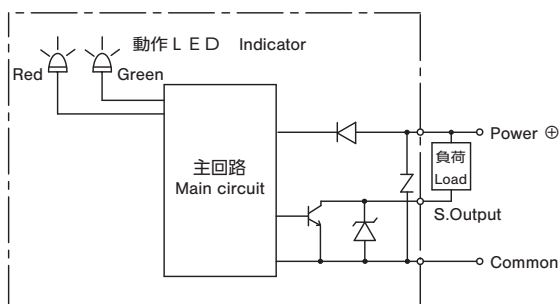 動作ＬＥＤ Indicator
Red
Green
Power ⊕
主回路
Main circuit
負荷
Load
S.Output
Common